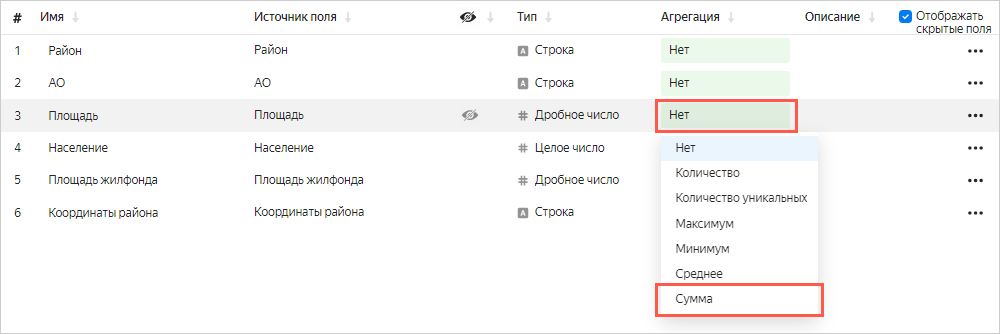 # Имя Источник поля Тип Агрегация Описание Отображать скрытые поля
1 Район Район Строка Нет
2 АО АО Строка Нет
3 Площадь Площадь Дробное число Нет
4 Население Население Целое число
5 Площадь жилфонда Площадь жилфонда Дробное число
6 Координаты района Координаты района Строка
Нет
Количество
Количество уникальных
Максимум
Минимум
Среднее
Сумма